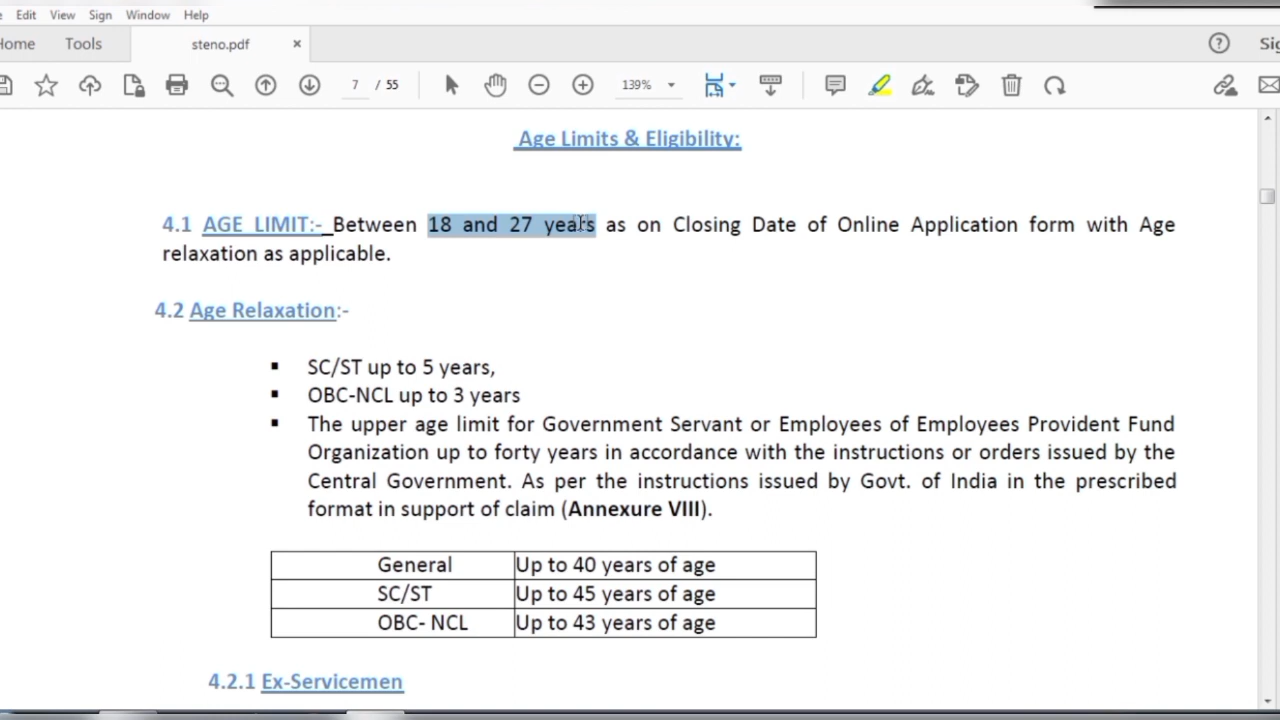 Edit View Sign Window Help
Home Tools steno.pdf ×
7 / 55 139%
Age Limits & Eligibility:
4.1 AGE LIMIT:- Between 18 and 27 years as on Closing Date of Online Application form with Age
relaxation as applicable.
4.2 Age Relaxation:-
▪ SC/ST up to 5 years,
▪ OBC-NCL up to 3 years
▪ The upper age limit for Government Servant or Employees of Employees Provident Fund
Organization up to forty years in accordance with the instructions or orders issued by the
Central Government. As per the instructions issued by Govt. of India in the prescribed
format in support of claim (Annexure VIII).
General Up to 40 years of age
SC/ST Up to 45 years of age
OBC- NCL Up to 43 years of age
4.2.1 Ex-Servicemen